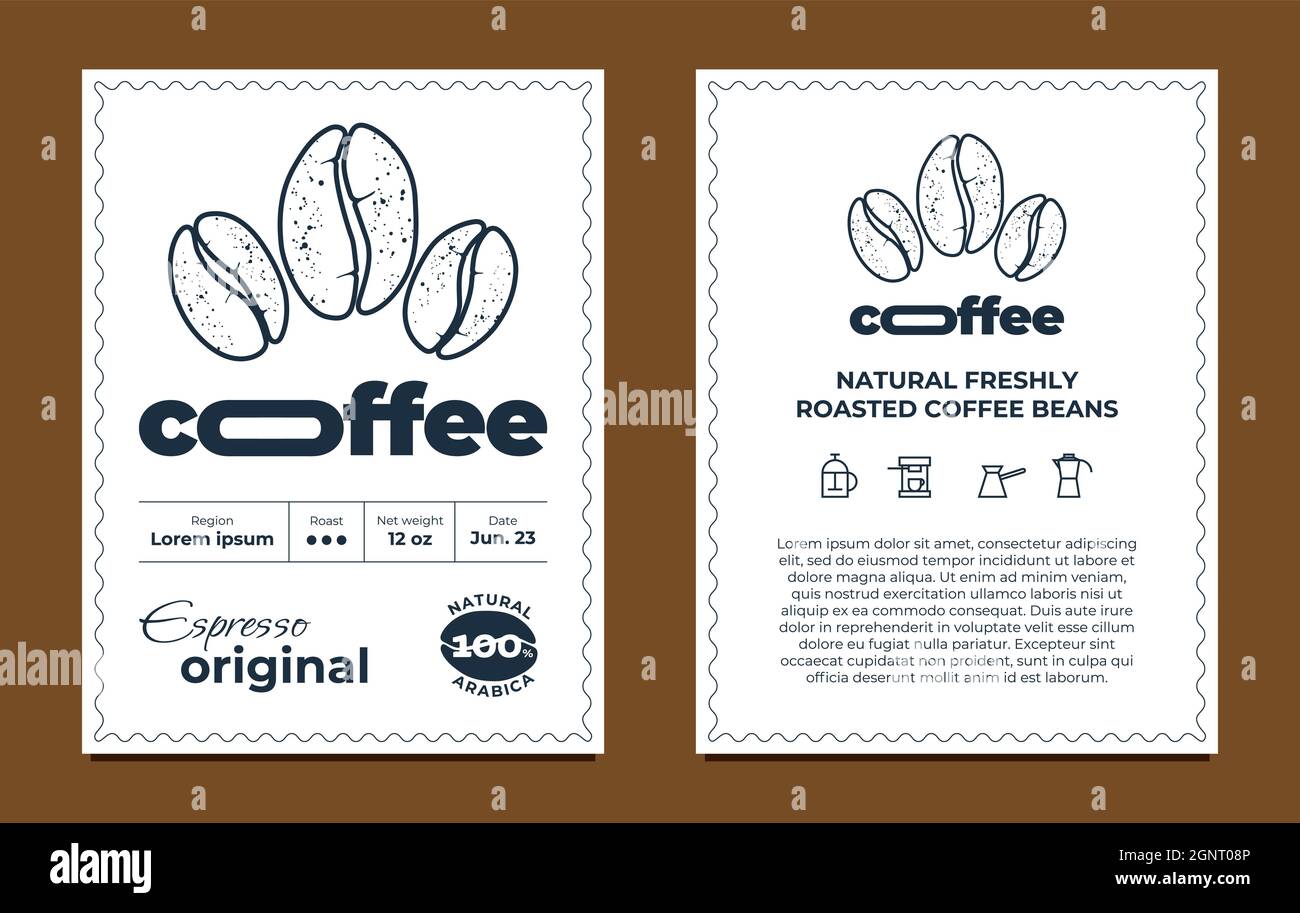 coffee
Region Roast Net weight Date
Lorem ipsum ●●● 12 oz Jun. 23
Espresso
original
NATURAL
100%
ARABICA
coffee
NATURAL FRESHLY
ROASTED COFFEE BEANS
Lorem ipsum dolor sit amet, consectetur adipiscing
elit, sed do eiusmod tempor incididunt ut labore et
dolore magna aliqua. Ut enim ad minim veniam,
quis nostrud exercitation ullamco laboris nisi ut
aliquip ex ea commodo consequat. Duis aute irure
dolor in reprehenderit in voluptate velit esse cillum
dolore eu fugiat nulla pariatur. Excepteur sint
occaecat cupidatat non proident, sunt in culpa qui
officia deserunt mollit anim id est laborum.
a a a a
a a a
a alamy a
alamy a a alamy
a a a a
alamy
Image ID: 2GNT08P
www.alamy.com